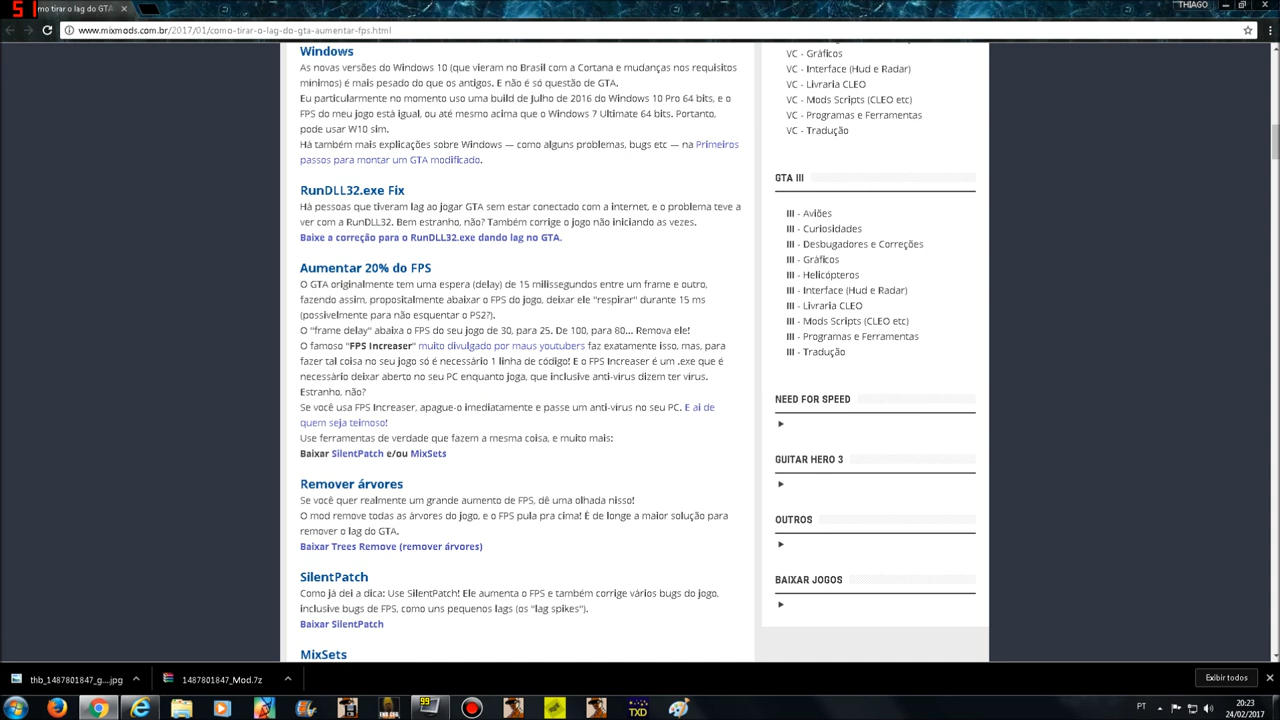 51
mo tirar o lag do GTA
THIAGO
www.mixmods.com.br/2017/01/como-tirar-o-lag-do-gta-aumentar-fps.html
Windows
As novas versões do Windows 10 (que vieram no Brasil com a Cortana e mudanças nos requisitos
mínimos) é mais pesado do que os antigos. E não é só questão de GTA.
Eu particularmente no momento uso uma build de Julho de 2016 do Windows 10 Pro 64 bits, e o
FPS do meu jogo está igual, ou até mesmo acima que o Windows 7 Ultimate 64 bits. Portanto,
pode usar W10 sim.
Há também mais explicações sobre Windows — como alguns problemas, bugs etc — na Primeiros
passos para montar um GTA modificado.
RunDLL32.exe Fix
Há pessoas que tiveram lag ao jogar GTA sem estar conectado com a internet, e o problema teve a
ver com a RunDLL32. Bem estranho, não? Também corrige o jogo não iniciando as vezes.
Baixe a correção para o RunDLL32.exe dando lag no GTA.
Aumentar 20% do FPS
O GTA originalmente tem uma espera (delay) de 15 milissegundos entre um frame e outro,
fazendo assim, propositalmente abaixar o FPS do jogo, deixar ele "respirar" durante 15 ms
(possivelmente para não esquentar o PS2?).
O "frame delay" abaixa o FPS do seu jogo de 30, para 25. De 100, para 80... Remova ele!
O famoso "FPS Increaser" muito divulgado por maus youtubers faz exatamente isso, mas, para
fazer tal coisa no seu jogo só é necessário 1 linha de código! E o FPS Increaser é um .exe que é
necessário deixar aberto no seu PC enquanto joga, que inclusive anti-virus dizem ter virus.
Estranho, não?
Se você usa FPS Increaser, apague-o imediatamente e passe um anti-virus no seu PC. E ai de
quem seja teimoso!
Use ferramentas de verdade que fazem a mesma coisa, e muito mais:
Baixar SilentPatch e/ou MixSets
Remover árvores
Se você quer realmente um grande aumento de FPS, dê uma olhada nisso!
O mod remove todas as árvores do jogo, e o FPS pula pra cima! É de longe a maior solução para
remover o lag do GTA.
Baixar Trees Remove (remover árvores)
SilentPatch
Como já dei a dica: Use SilentPatch! Ele aumenta o FPS e também corrige vários bugs do jogo,
inclusive bugs de FPS, como uns pequenos lags (os "lag spikes").
Baixar SilentPatch
MixSets
VC - Gráficos
VC - Interface (Hud e Radar)
VC - Livraria CLEO
VC - Mods Scripts (CLEO etc)
VC - Programas e Ferramentas
VC - Tradução
GTA III
III - Aviões
III - Curiosidades
III - Desbugadores e Correções
III - Gráficos
III - Helicópteros
III - Interface (Hud e Radar)
III - Livraria CLEO
III - Mods Scripts (CLEO etc)
III - Programas e Ferramentas
III - Tradução
NEED FOR SPEED
GUITAR HERO 3
OUTROS
BAIXAR JOGOS
thb_1487801847_g....jpg
1487801847_Mod.7z
Exibir todos
99
TXD
PT
20:23
24/02/2017